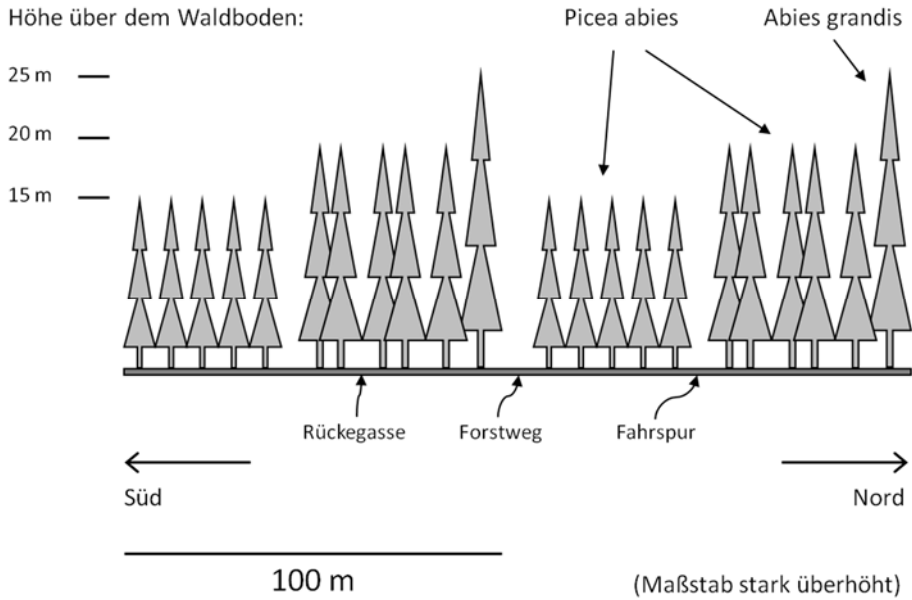 Höhe über dem Waldboden:
Picea abies
Abies grandis
25 m
20 m
15 m
Rückegasse
Forstweg
Fahrspur
Süd
Nord
100 m
(Maßstab stark überhöht)